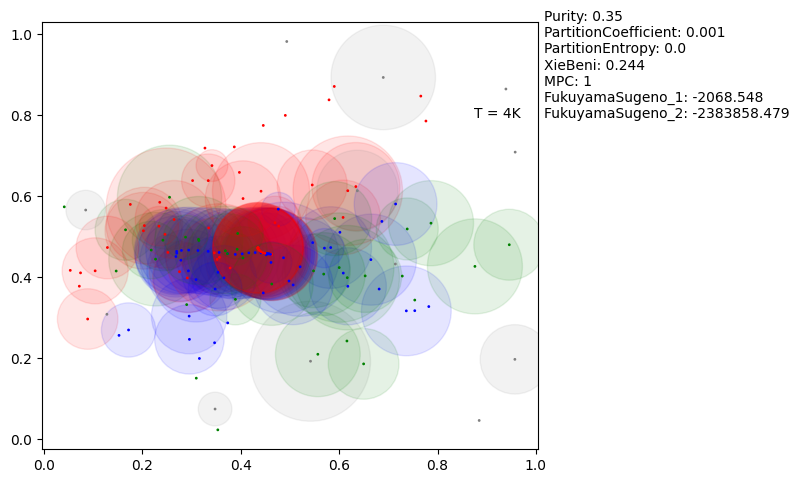 Purity: 0.35
PartitionCoefficient: 0.001
PartitionEntropy: 0.0
XieBeni: 0.244
MPC: 1
FukuyamaSugeno_1: -2068.548
FukuyamaSugeno_2: -2383858.479
T = 4K
1.0
0.8
0.6
0.4
0.2
0.0
0.0 0.2 0.4 0.6 0.8 1.0